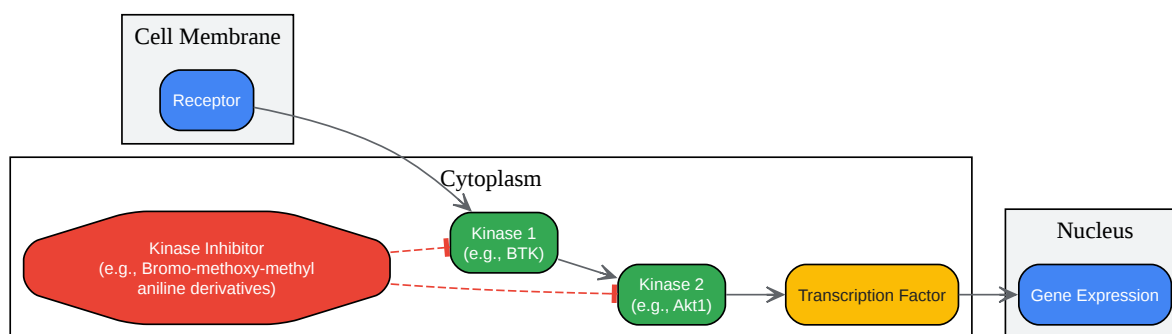 Cell Membrane
Receptor
Cytoplasm
Kinase Inhibitor
(e.g., Bromo-methoxy-methyl
aniline derivatives)
Kinase 1
(e.g., BTK)
Kinase 2
(e.g., Akt1)
Transcription Factor
Nucleus
Gene Expression